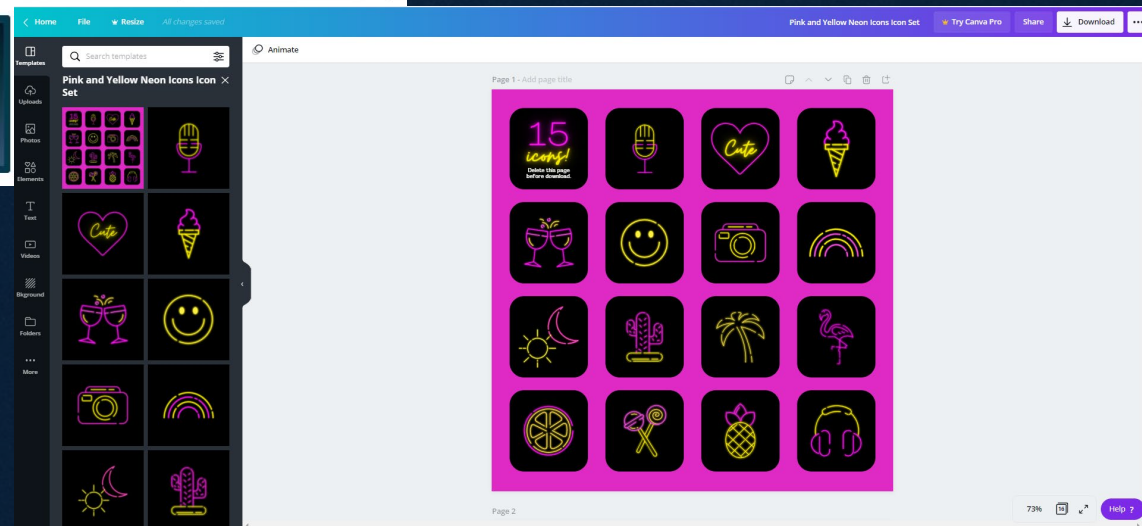 Home File Resize All changes saved Pink and Yellow Neon Icons Icon Set Try Canva Pro Share Download
Templates
Uploads
Photos
Elements
Text
Videos
Bkground
Folders
More
Search templates
Pink and Yellow Neon Icons Icon
Set
Cute
Animate
Page 1 - Add page title
15
icons!
Delete this page
before download.
Cute
Page 2
73% 16 Help ?